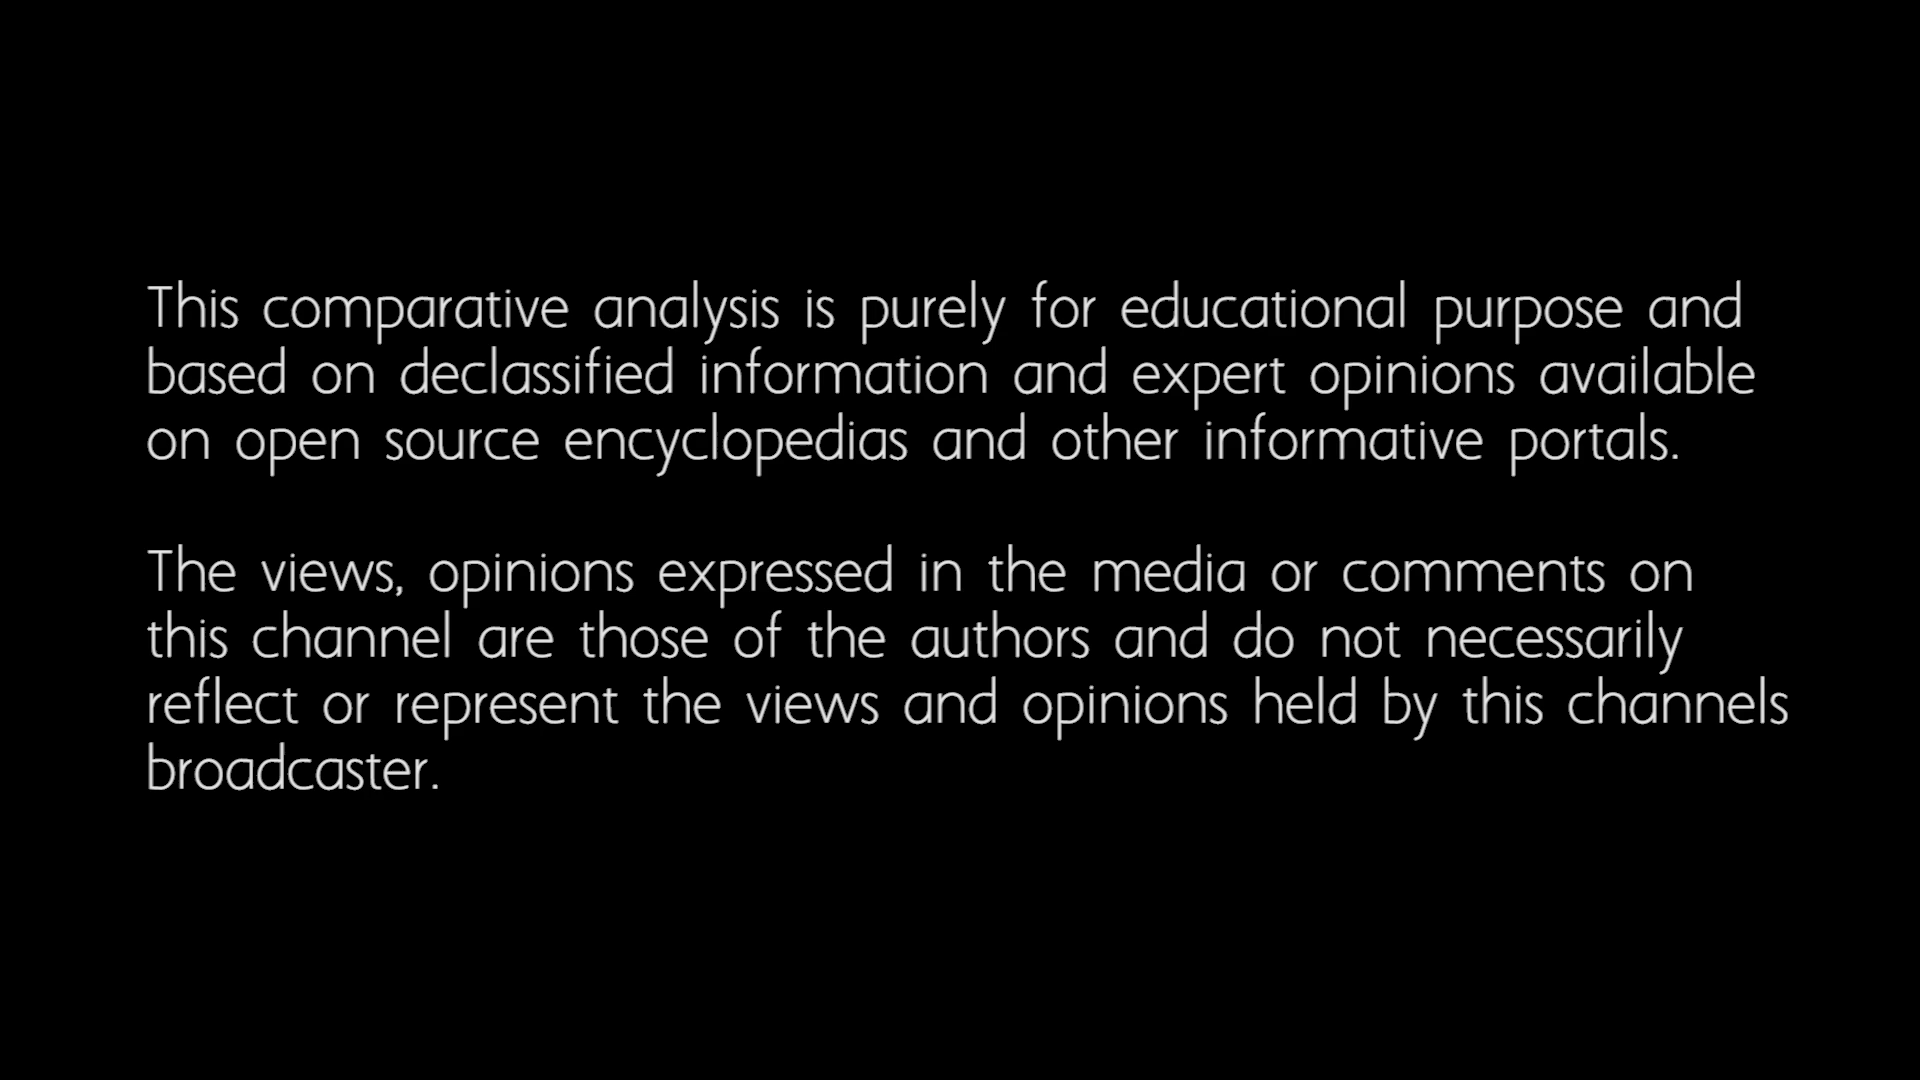 This comparative analysis is purely for educational purpose and
based on declassified information and expert opinions available
on open source encyclopedias and other informative portals.
The views, opinions expressed in the media or comments on
this channel are those of the authors and do not necessarily
reflect or represent the views and opinions held by this channels
broadcaster.